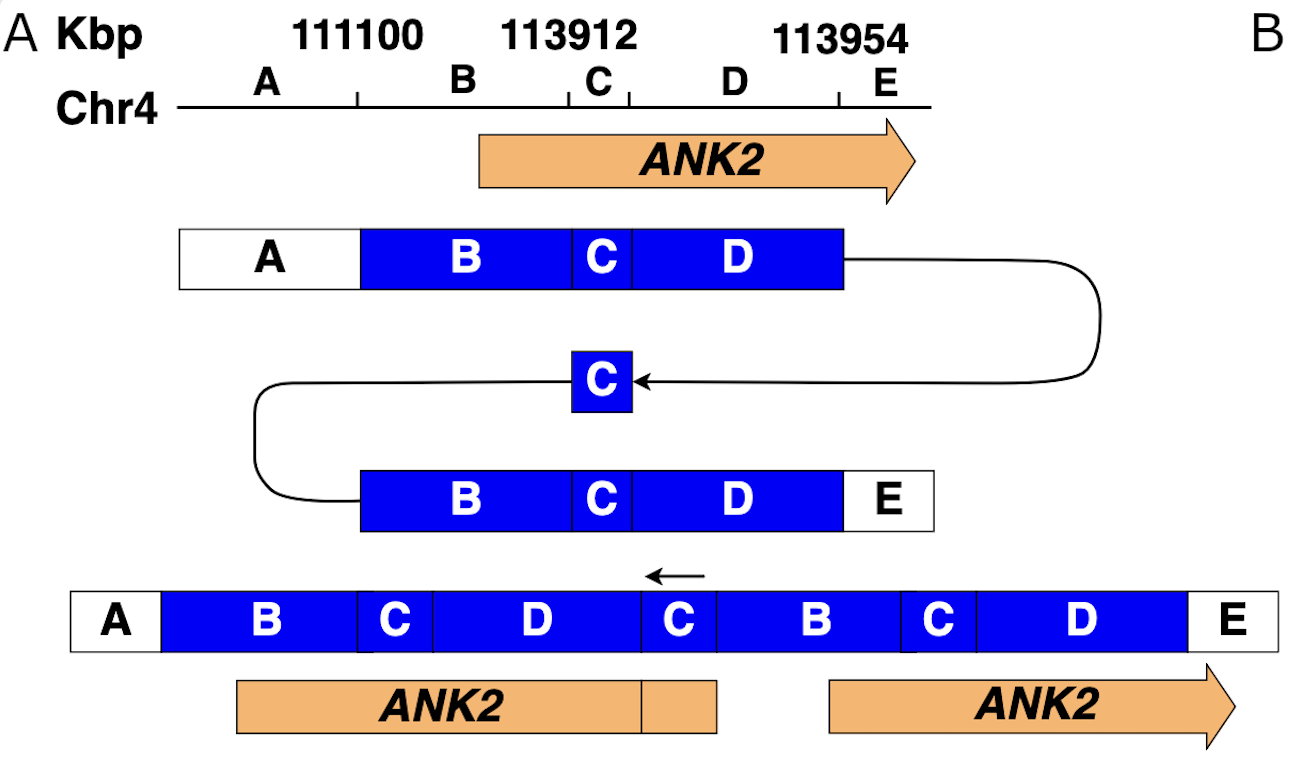 A Kbp 111100 113912 113954 B
A B C D E
Chr4
ANK2
A B C D
C
B C D E
A B C D C B C D E
ANK2 ANK2